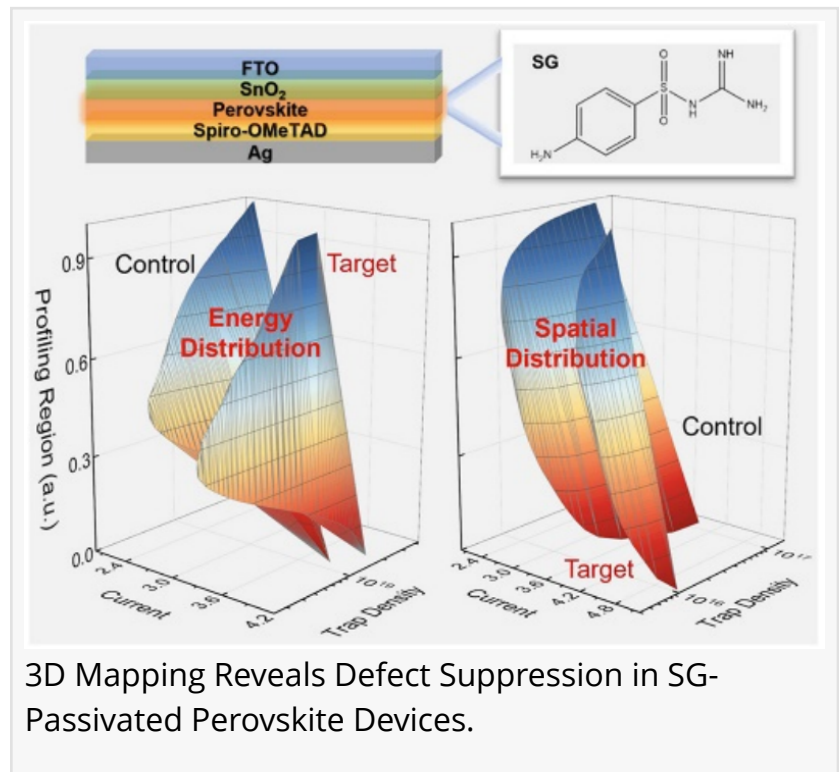 FTO
SnO₂
Perovskite
Spiro-OMeTAD
Ag
SG
O
S
O
N
H
NH
NH₂
H₂N
Control
Target
Energy
Distribution
Profiling Region (a.u.)
0.9
0.6
0.3
0.0
2.4
3.0
3.6
4.2
Current
10¹⁹
Trap Density
Spatial
Distribution
Control
Target
2.4
3.0
3.6
4.2
4.8
Current
10¹⁶
10¹⁷
Trap Density
3D Mapping Reveals Defect Suppression in SG-
Passivated Perovskite Devices.